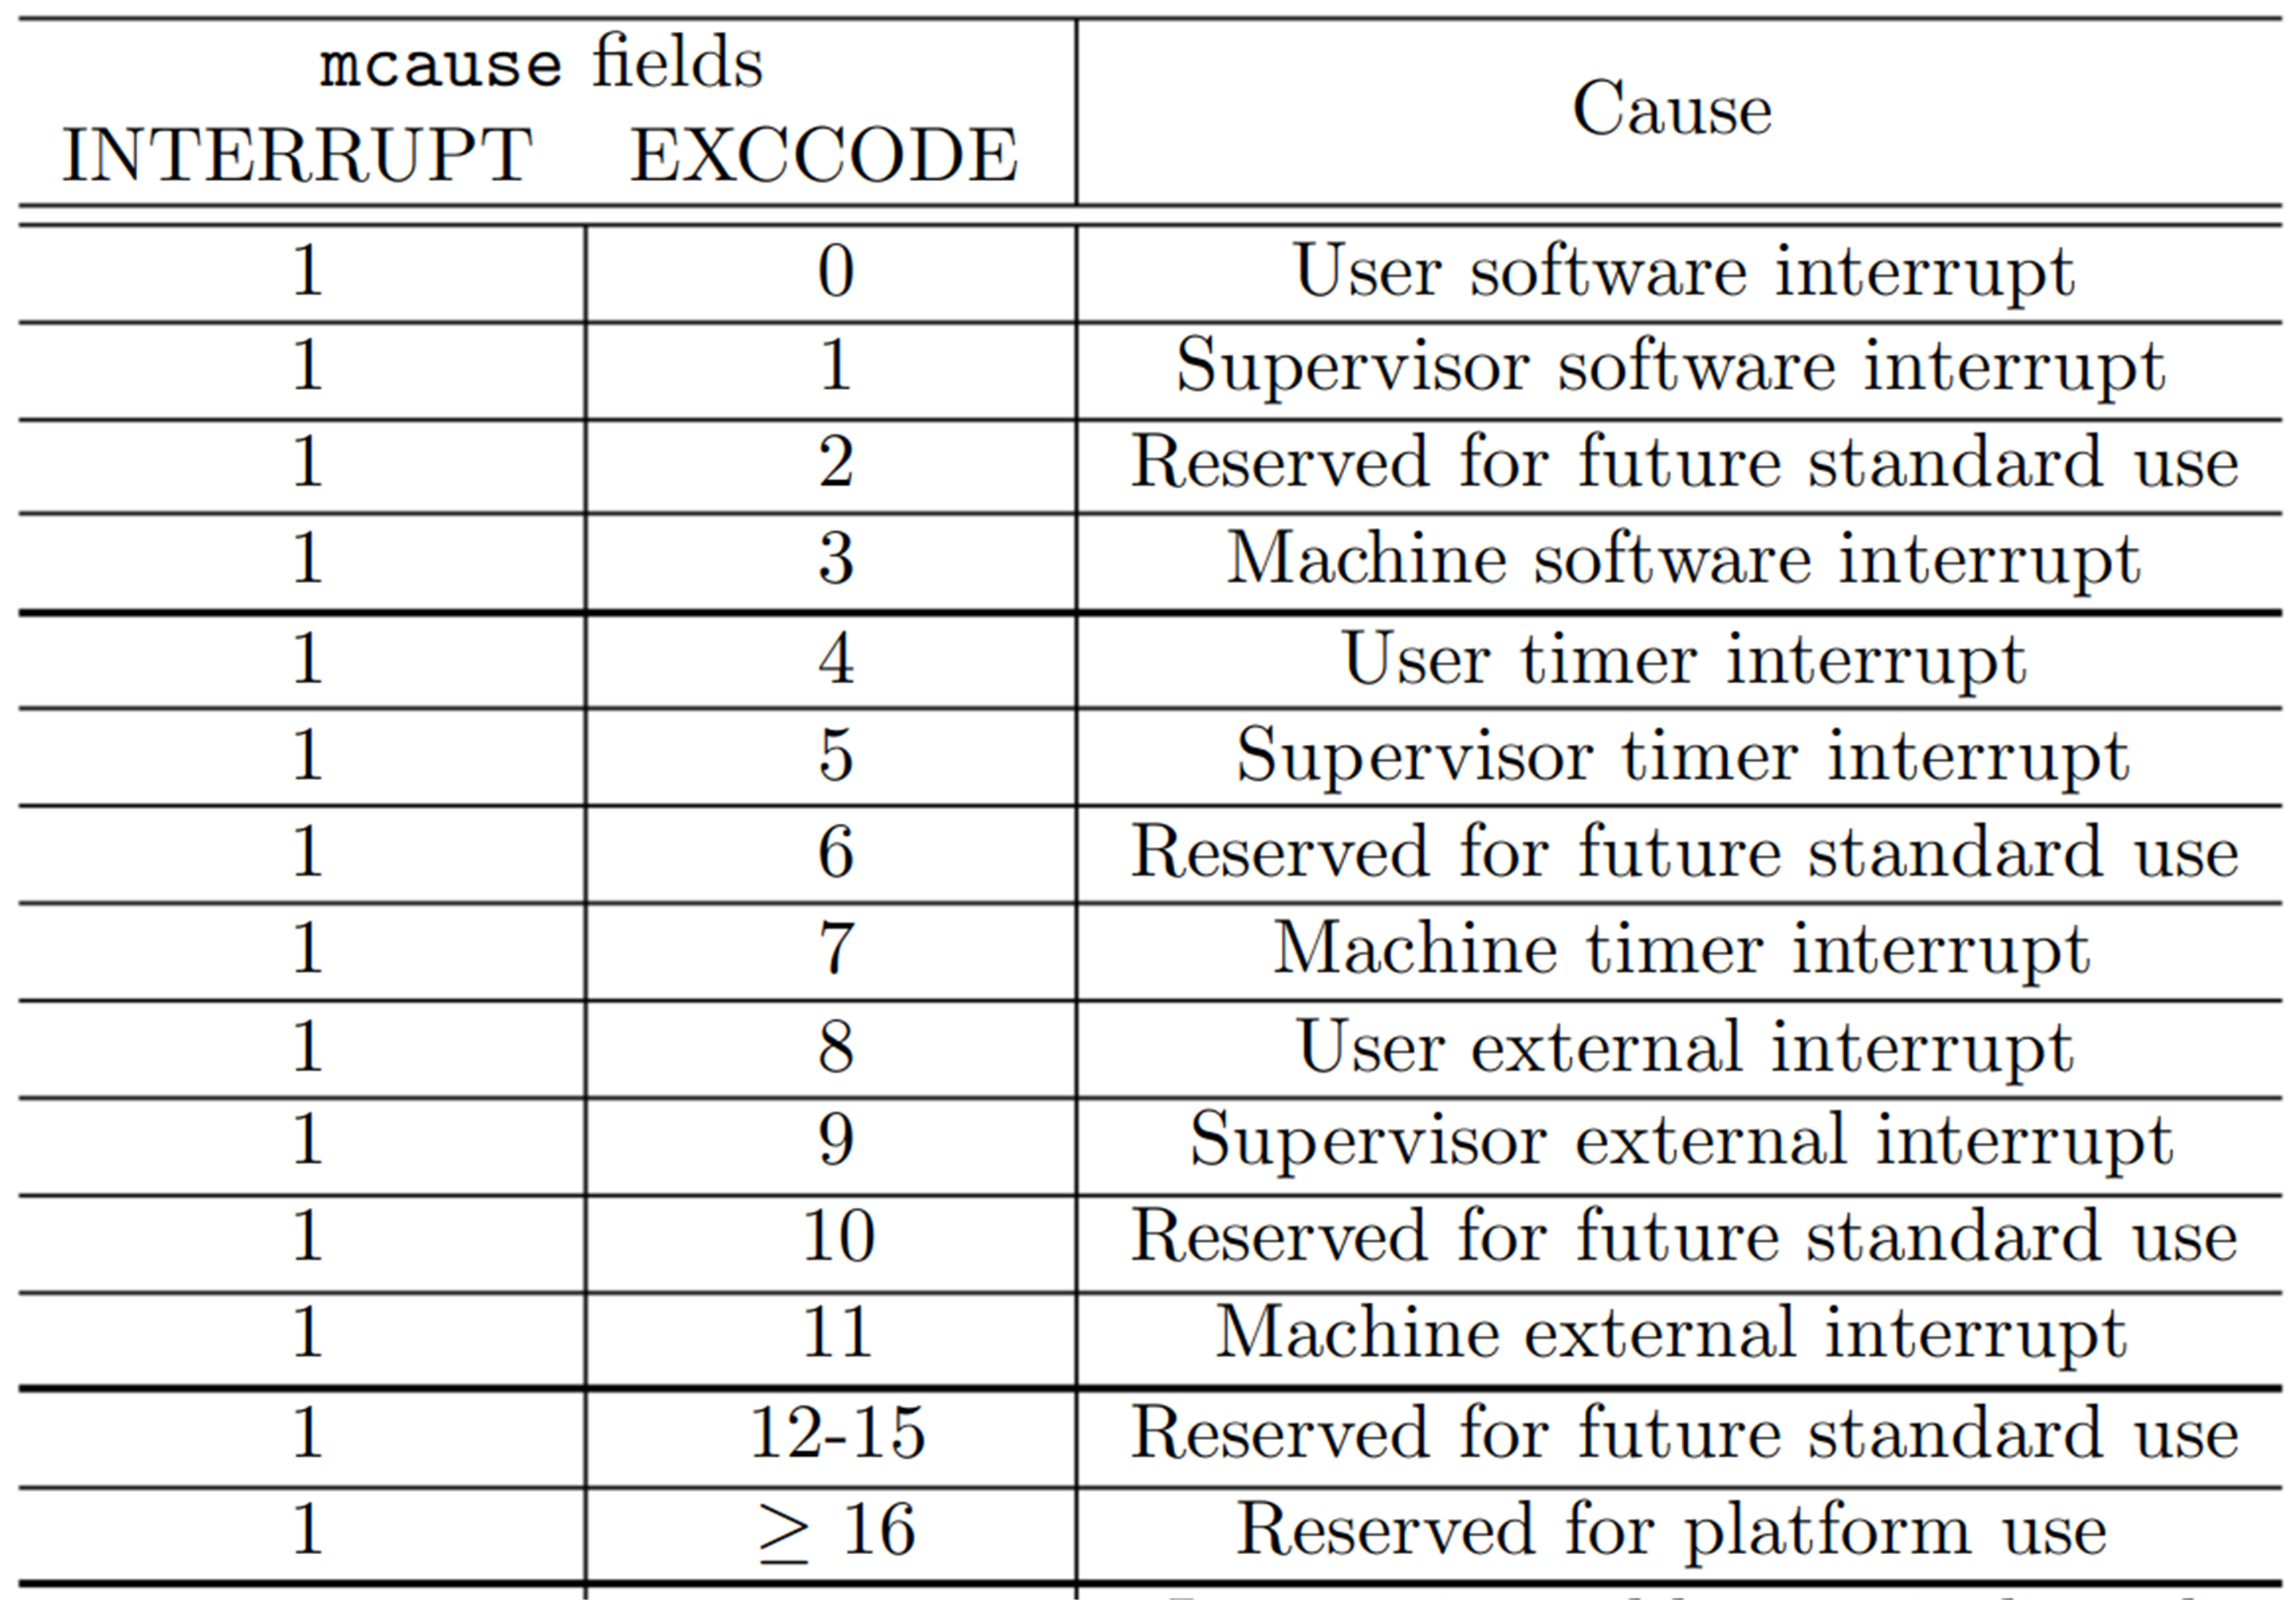 mcause fields
INTERRUPT EXCCODE Cause
1 0 User software interrupt
1 1 Supervisor software interrupt
1 2 Reserved for future standard use
1 3 Machine software interrupt
1 4 User timer interrupt
1 5 Supervisor timer interrupt
1 6 Reserved for future standard use
1 7 Machine timer interrupt
1 8 User external interrupt
1 9 Supervisor external interrupt
1 10 Reserved for future standard use
1 11 Machine external interrupt
1 12-15 Reserved for future standard use
1 ≥ 16 Reserved for platform use